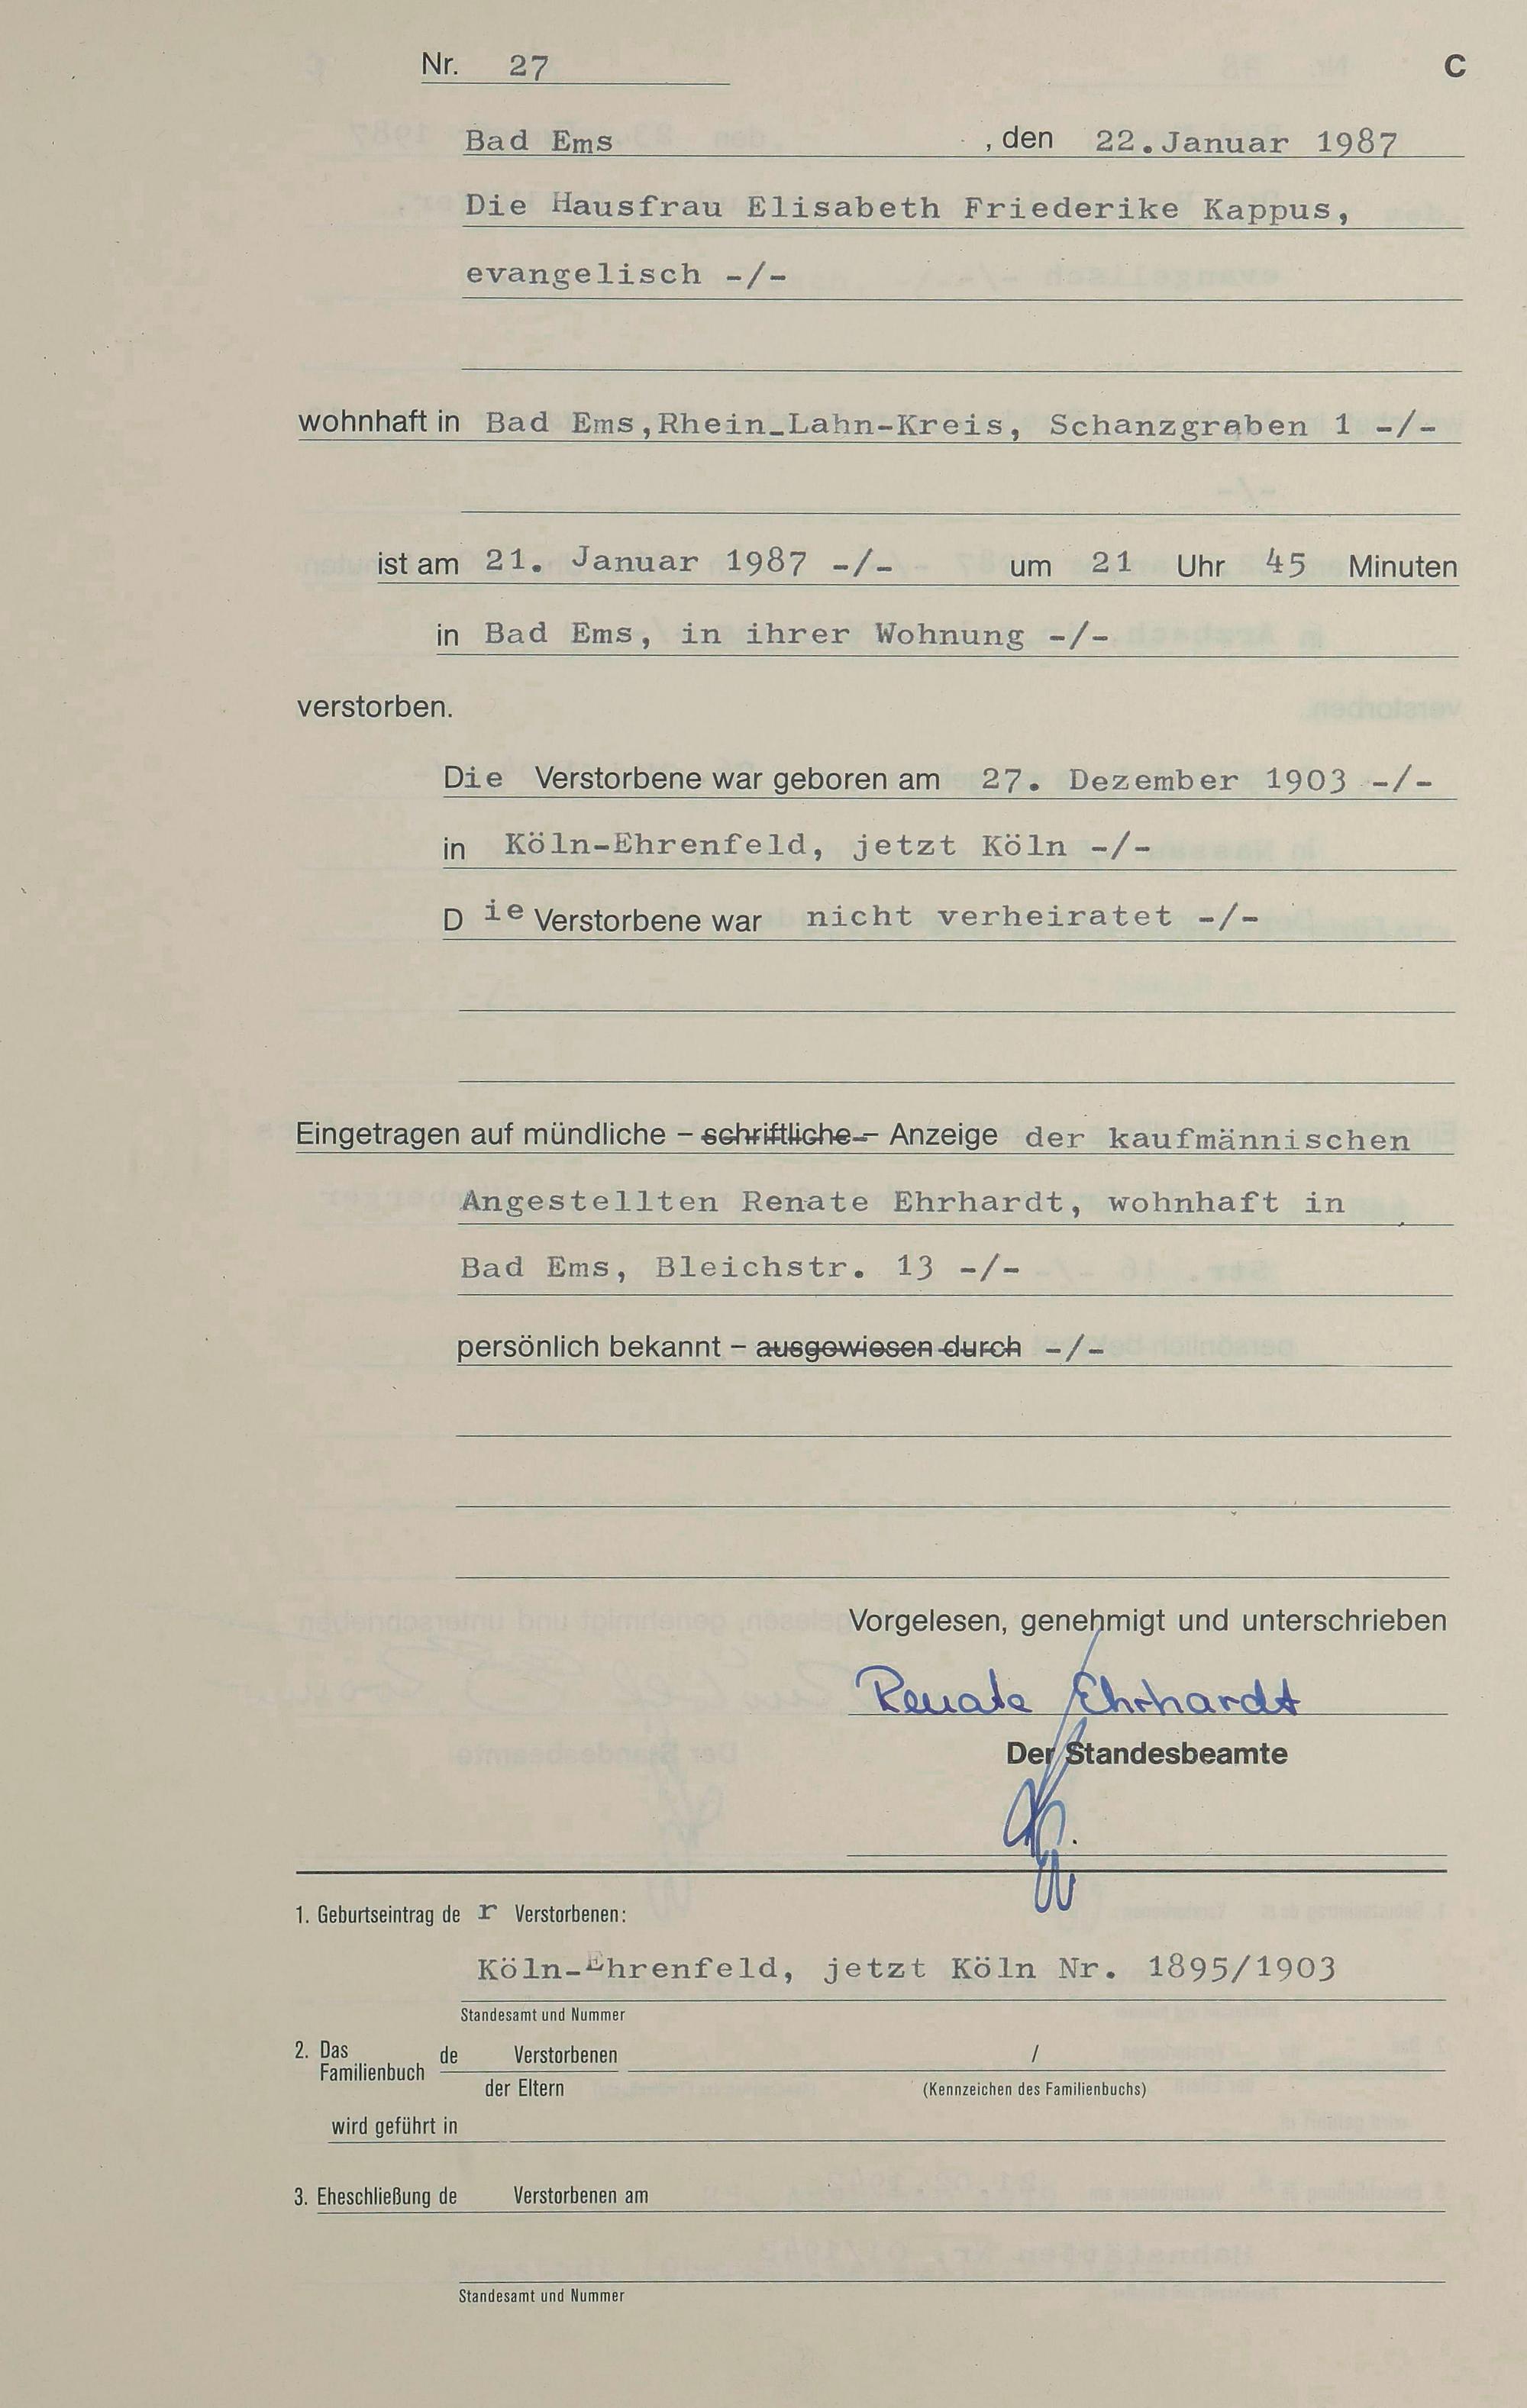 Nr. 27 C
Bad Ems , den 22.Januar 1987
Die Hausfrau Elisabeth Friederike Kappus,
evangelisch -/-
wohnhaft in Bad Ems,Rhein-Lahn-Kreis, Schanzgraben 1 -/-
ist am 21. Januar 1987 -/- um 21 Uhr 45 Minuten
in Bad Ems, in ihrer Wohnung -/-
verstorben.
Die Verstorbene war geboren am 27. Dezember 1903 -/-
in Köln-Ehrenfeld, jetzt Köln -/-
Die Verstorbene war nicht verheiratet -/-
Eingetragen auf mündliche – schriftliche – Anzeige der kaufmännischen
Angestellten Renate Ehrhardt, wohnhaft in
Bad Ems, Bleichstr. 13 -/-
persönlich bekannt – ausgewiesen durch -/-
Vorgelesen, genehmigt und unterschrieben
Renate Ehrhardt
Der Standesbeamte
1. Geburtseintrag de r Verstorbenen:
Köln-Ehrenfeld, jetzt Köln Nr. 1895/1903
Standesamt und Nummer
2. Das Familienbuch de Verstorbenen /
der Eltern (Kennzeichen des Familienbuchs)
wird geführt in
3. Eheschließung de Verstorbenen am
Standesamt und Nummer